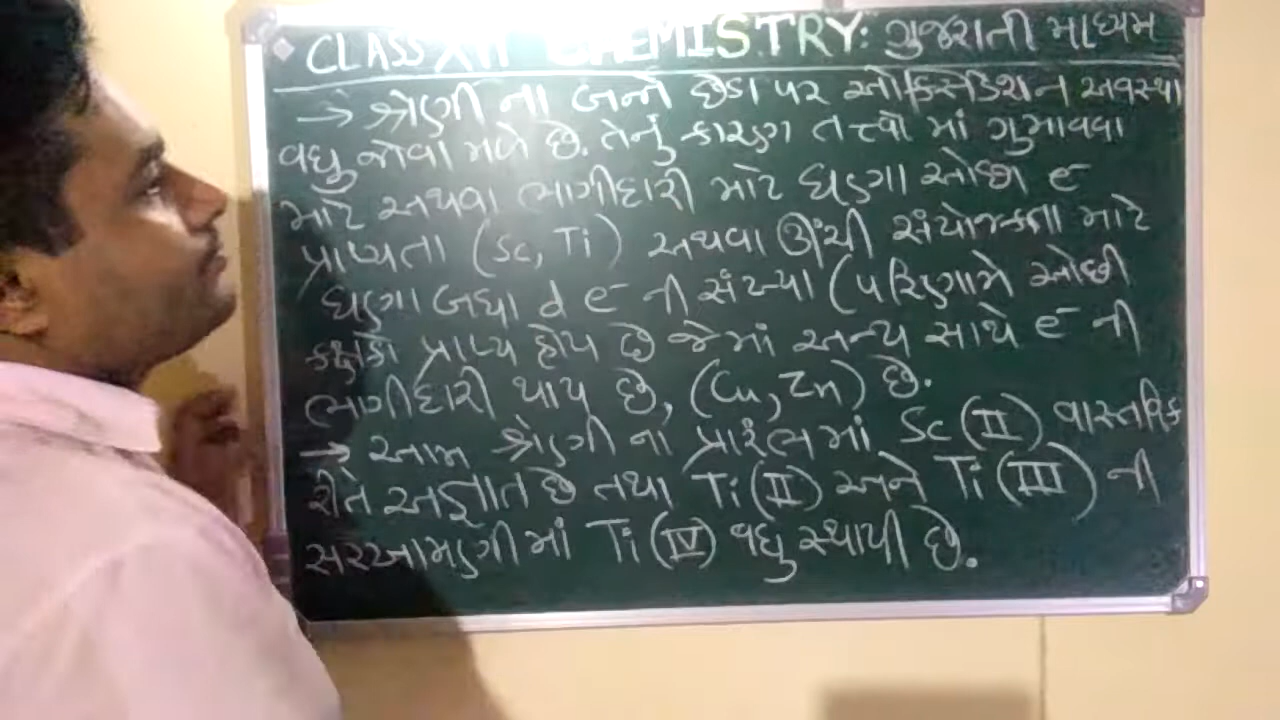 CLASS XII CHEMISTRY: ગુજરાતી માધ્યમ
→ શ્રેણી ના બન્ને છેડા પર ઓક્સિડેશન અવસ્થા
વધુ જોવા મળે છે. તેનું કારણ તત્ત્વો માં ગુમાવવા
માટે અથવા ભાગીદારી માટે ઘણા ઓછા e⁻
પ્રાપ્યતા (Sc, Ti) અથવા ઊંચી સંયોજકતા માટે
ઘણા બધા d e⁻ ની સંખ્યા (પરિણામે ઓછી
કક્ષકો પ્રાપ્ય હોય છે જેમાં અન્ય સાથે e⁻ ની
ભાગીદારી થાય છે, (Cu, Zn) છે.
→ આમ શ્રેણી ના પ્રારંભમાં Sc (II) વાસ્તવિક
રીતે અજ્ઞાત છે તથા Ti (II) અને Ti (III) ની
સરખામણીમાં Ti (IV) વધુ સ્થાયી છે.